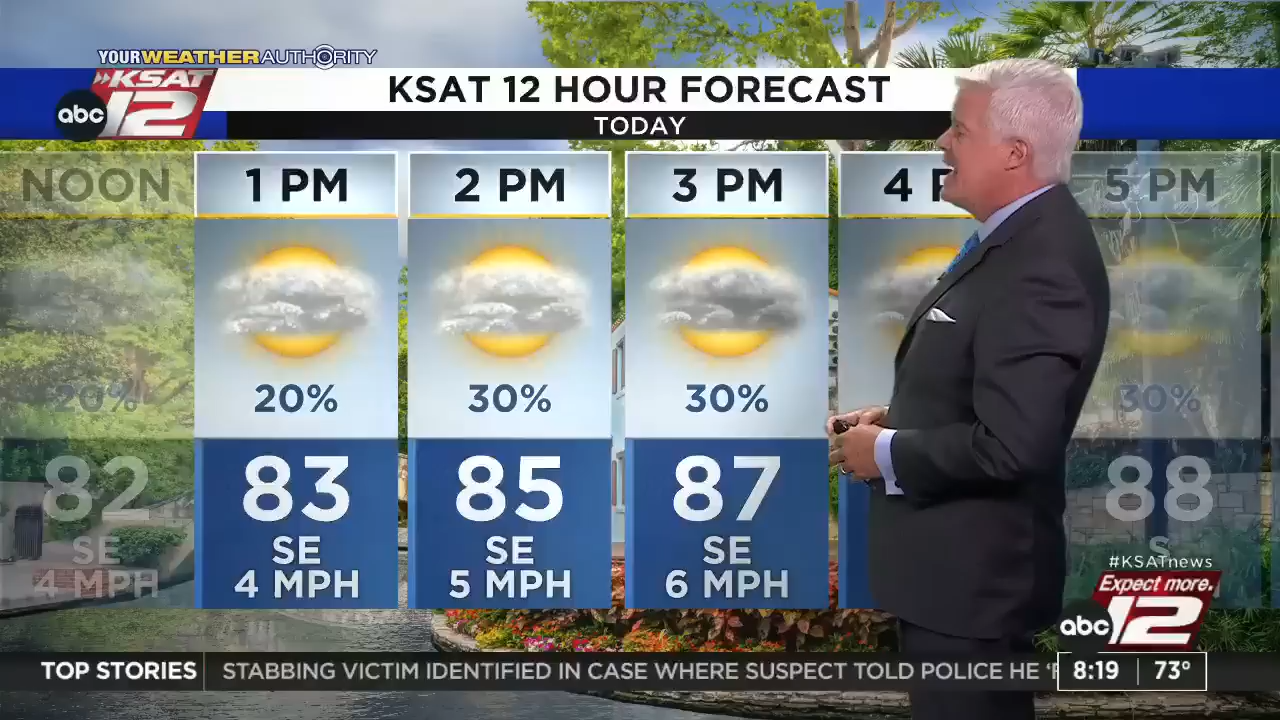 YOURWEATHERAUTHORITY
KSAT
abc 12
KSAT 12 HOUR FORECAST
TODAY
NOON
1 PM
2 PM
3 PM
4
5 PM
20%
20%
30%
30%
30%
82
83
85
87
88
SE
SE
SE
SE
S
4 MPH
4 MPH
5 MPH
6 MPH
#KSATnews
Expect more.
abc 12
TOP STORIES
STABBING VICTIM IDENTIFIED IN CASE WHERE SUSPECT TOLD POLICE HE
8:19
73°